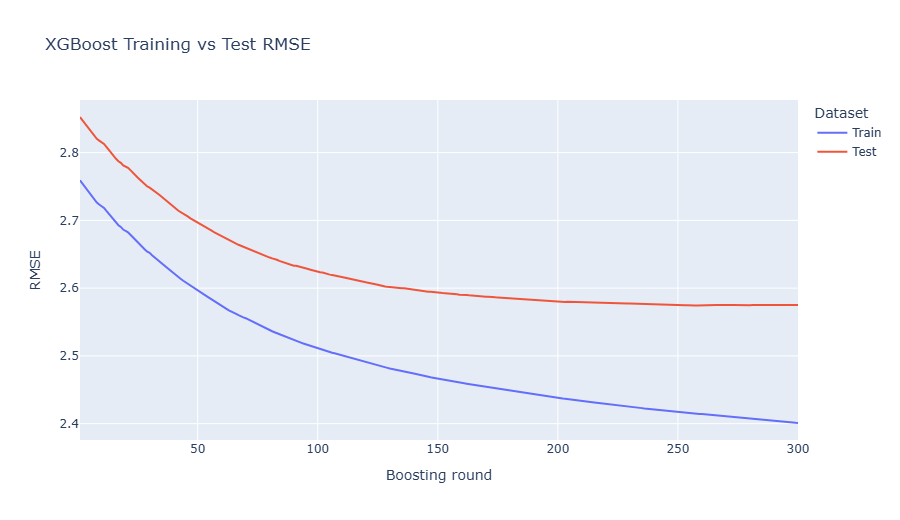 XGBoost Training vs Test RMSE
Dataset
Train
Test
RMSE
2.8
2.7
2.6
2.5
2.4
50
100
150
200
250
300
Boosting round